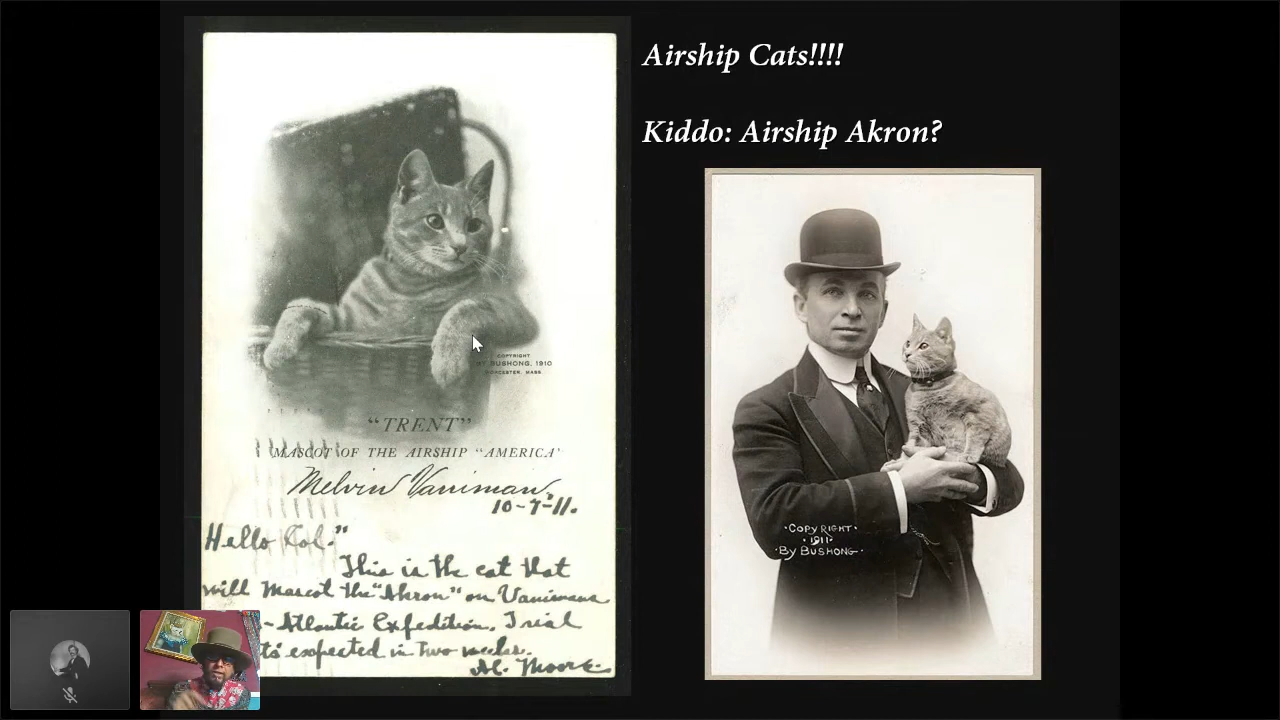 Airship Cats!!!!
Kiddo: Airship Akron?
COPYRIGHT
BY BUSHONG, 1910
WORCESTER, MASS.
"TRENT"
MASCOT OF THE AIRSHIP "AMERICA"
Melvin Vaniman
10-7-11.
Hello Col."
This is the cat that
will Mascot the "Akron" on Vanimans
-Atlantic Expedition. Trial
expected in two weeks.
Al. Moore
·COPYRIGHT·
·1911·
·BY BUSHONG·